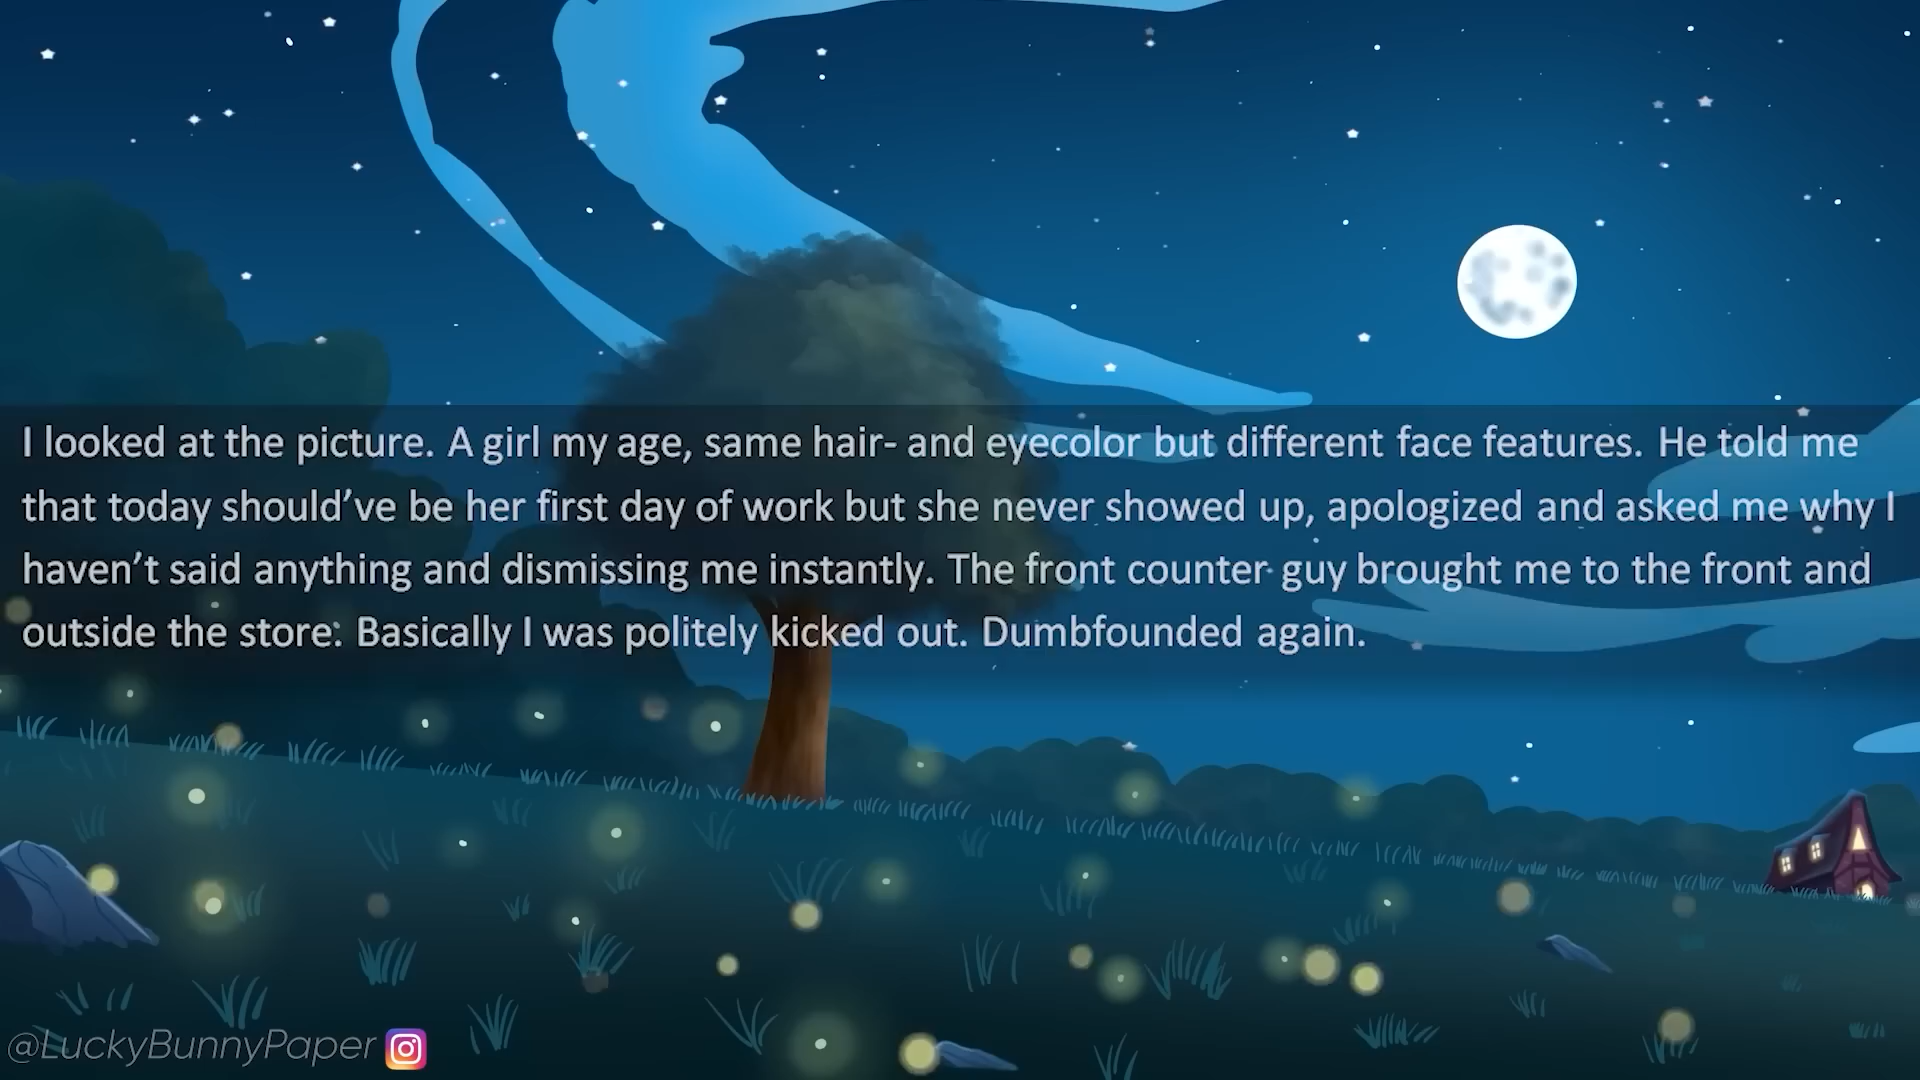 I looked at the picture. A girl my age, same hair- and eyecolor but different face features. He told me
that today should’ve be her first day of work but she never showed up, apologized and asked me why I
haven’t said anything and dismissing me instantly. The front counter guy brought me to the front and
outside the store: Basically I was politely kicked out. Dumbfounded again.
@LuckyBunnyPaper